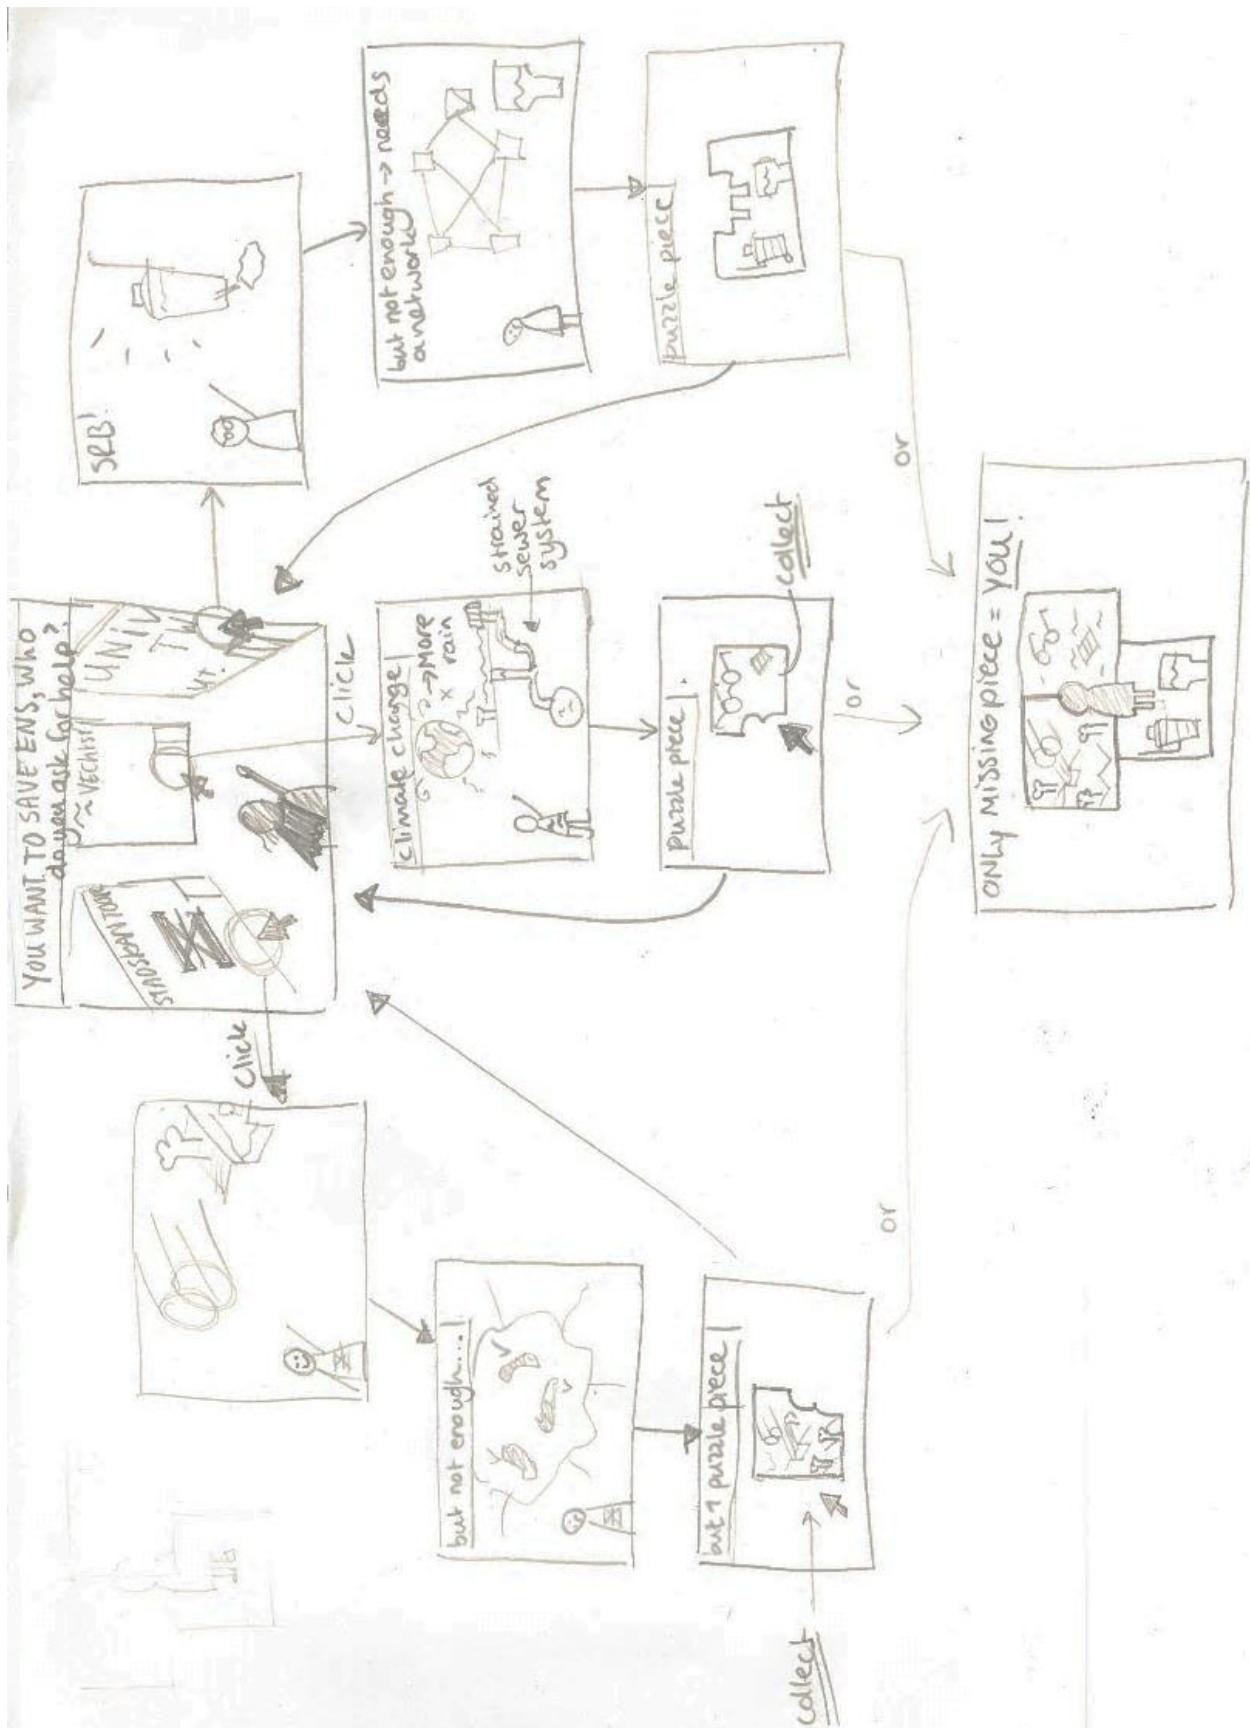 YOU WANT TO SAVE ENS, WHO
do you ask for help?
STADSKANTOOR
≈ VECHTST
UNIV
UT.
click
click
but not enough...!
but 1 puzzle piece!
collect
climate change!
→ More
rain
strained
sewer
system
puzzle piece!
collect
SRB!
but not enough → needs
a network
puzzle piece
or
or
or
ONLY MISSING piece = YOU!